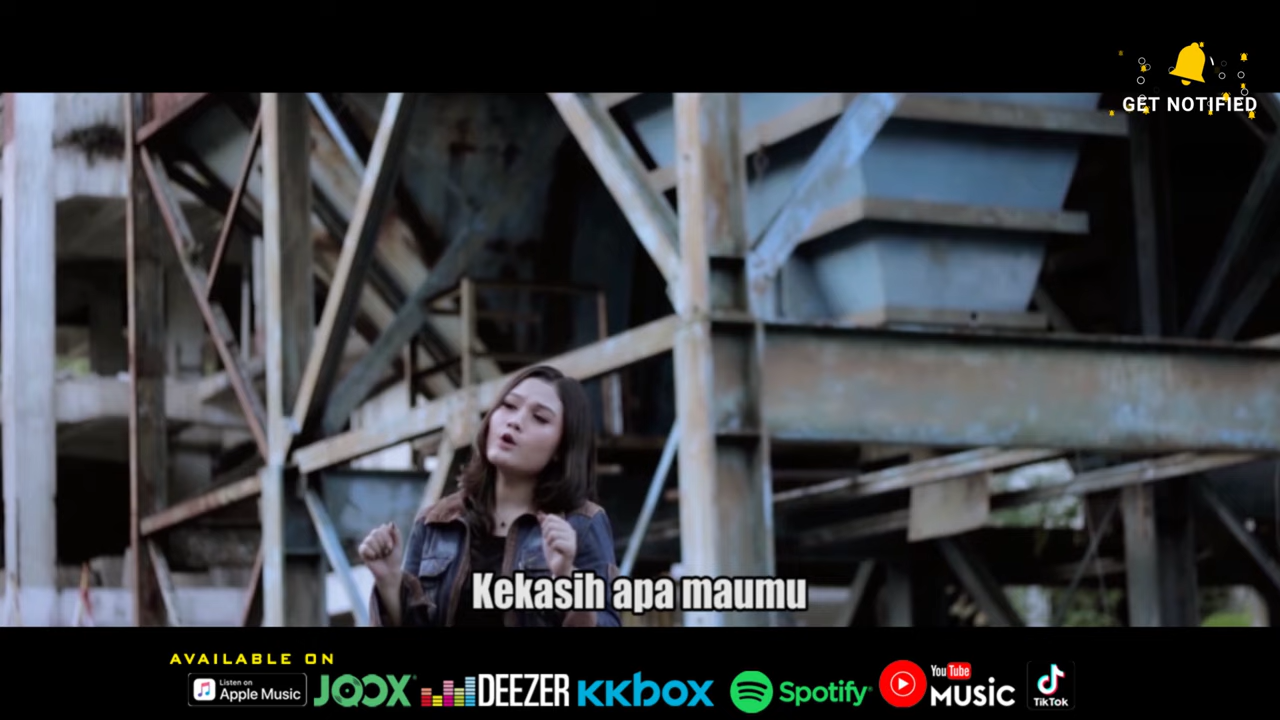 GET NOTIFIED
Kekasih apa maumu
AVAILABLE ON
Listen on
Apple Music
JOOX
DEEZER
KKBOX
Spotify
YouTube
MUSIC
TikTok